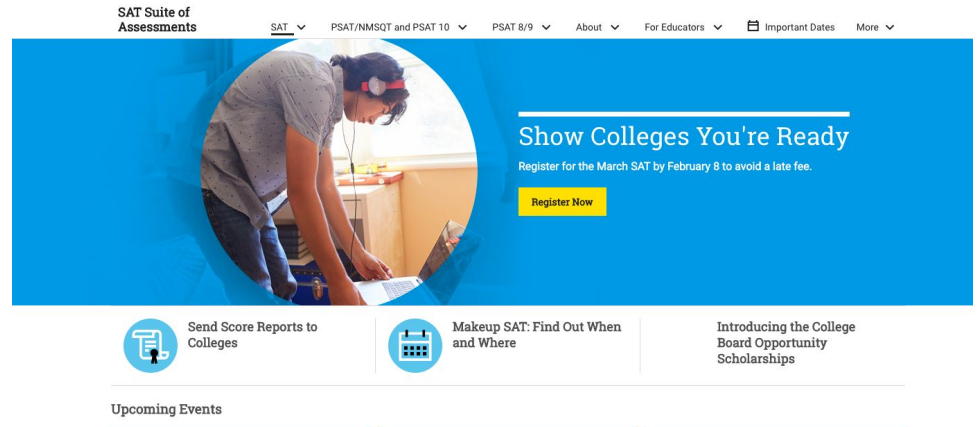 SAT Suite of
Assessments
SAT
PSAT/NMSQT and PSAT 10
PSAT 8/9
About
For Educators
Important Dates
More
Show Colleges You're Ready
Register for the March SAT by February 8 to avoid a late fee.
Register Now
Send Score Reports to
Colleges
Makeup SAT: Find Out When
and Where
Introducing the College
Board Opportunity
Scholarships
Upcoming Events